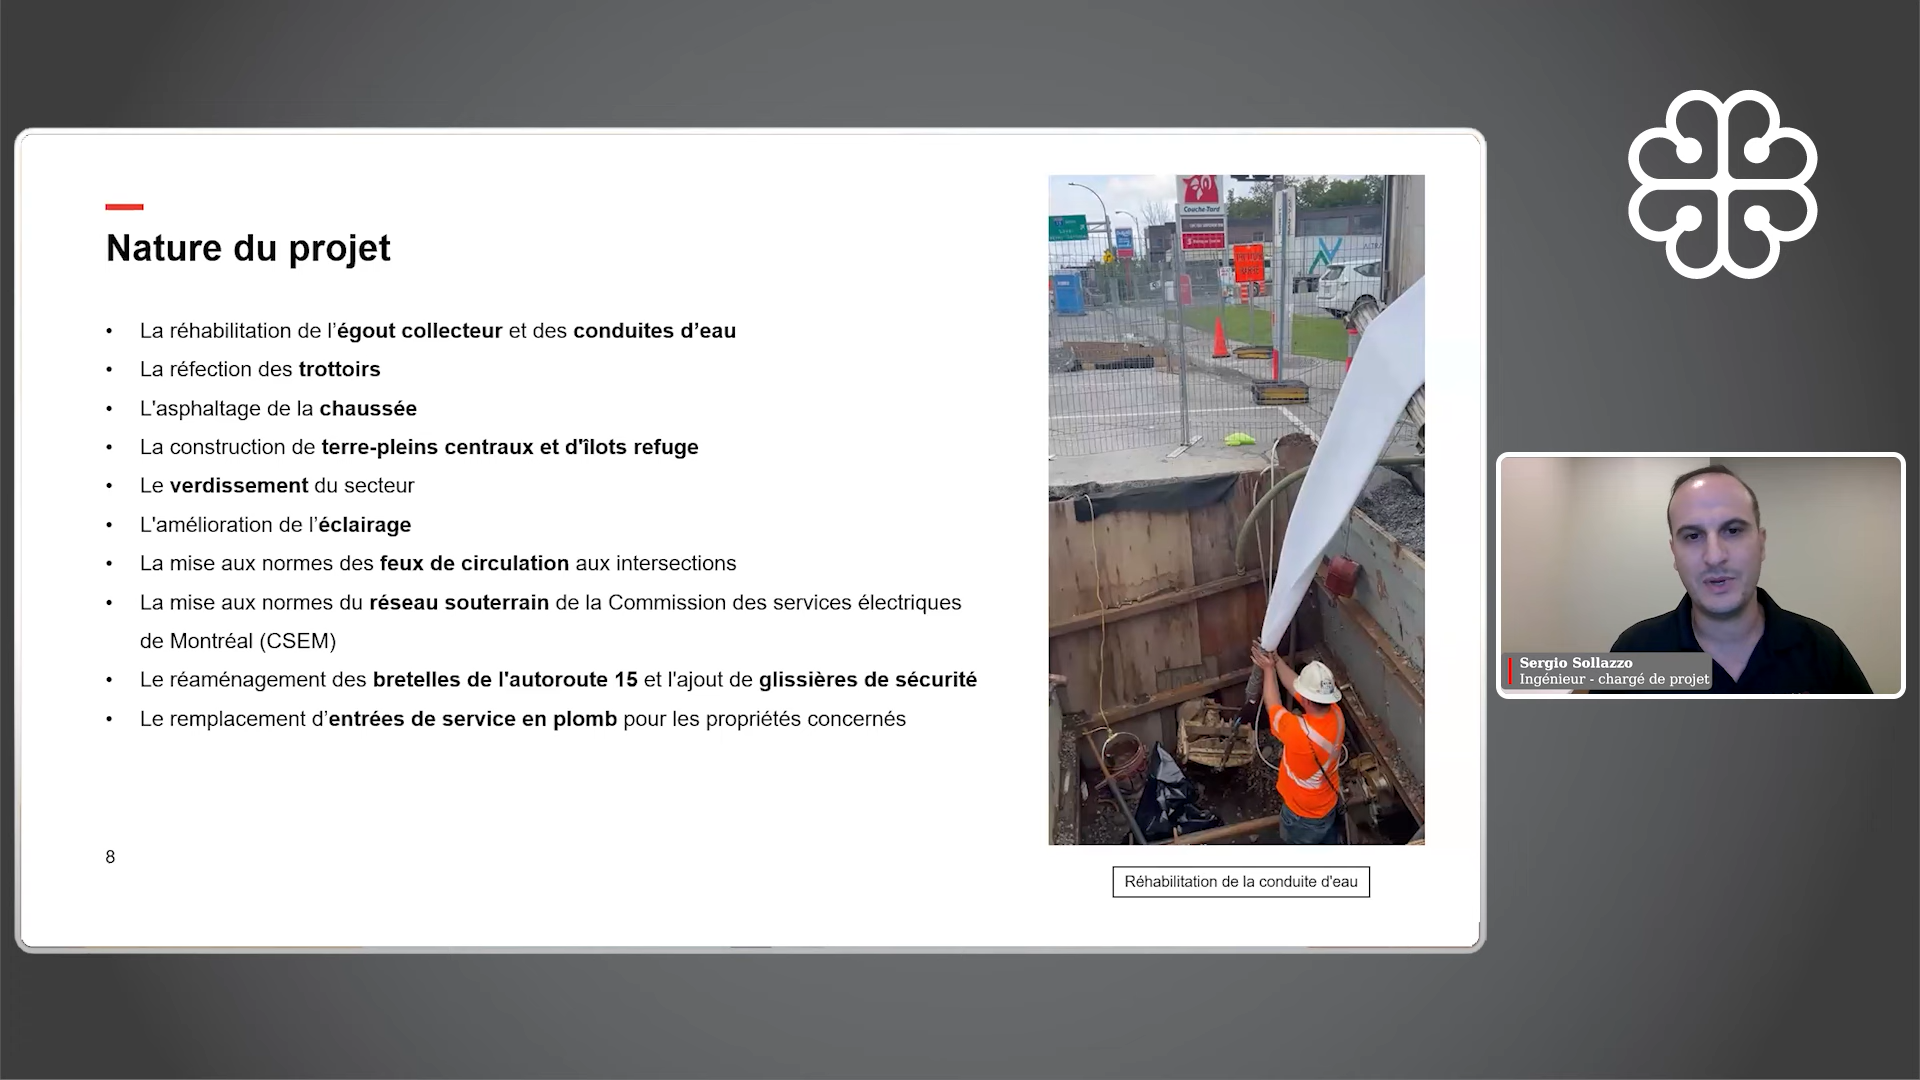 Nature du projet
• La réhabilitation de l’égout collecteur et des conduites d’eau
• La réfection des trottoirs
• L'asphaltage de la chaussée
• La construction de terre-pleins centraux et d'îlots refuge
• Le verdissement du secteur
• L'amélioration de l’éclairage
• La mise aux normes des feux de circulation aux intersections
• La mise aux normes du réseau souterrain de la Commission des services électriques
de Montréal (CSEM)
• Le réaménagement des bretelles de l'autoroute 15 et l'ajout de glissières de sécurité
• Le remplacement d’entrées de service en plomb pour les propriétés concernés
8
Couche-Tard
Réhabilitation de la conduite d'eau
Sergio Sollazzo
Ingénieur - chargé de projet